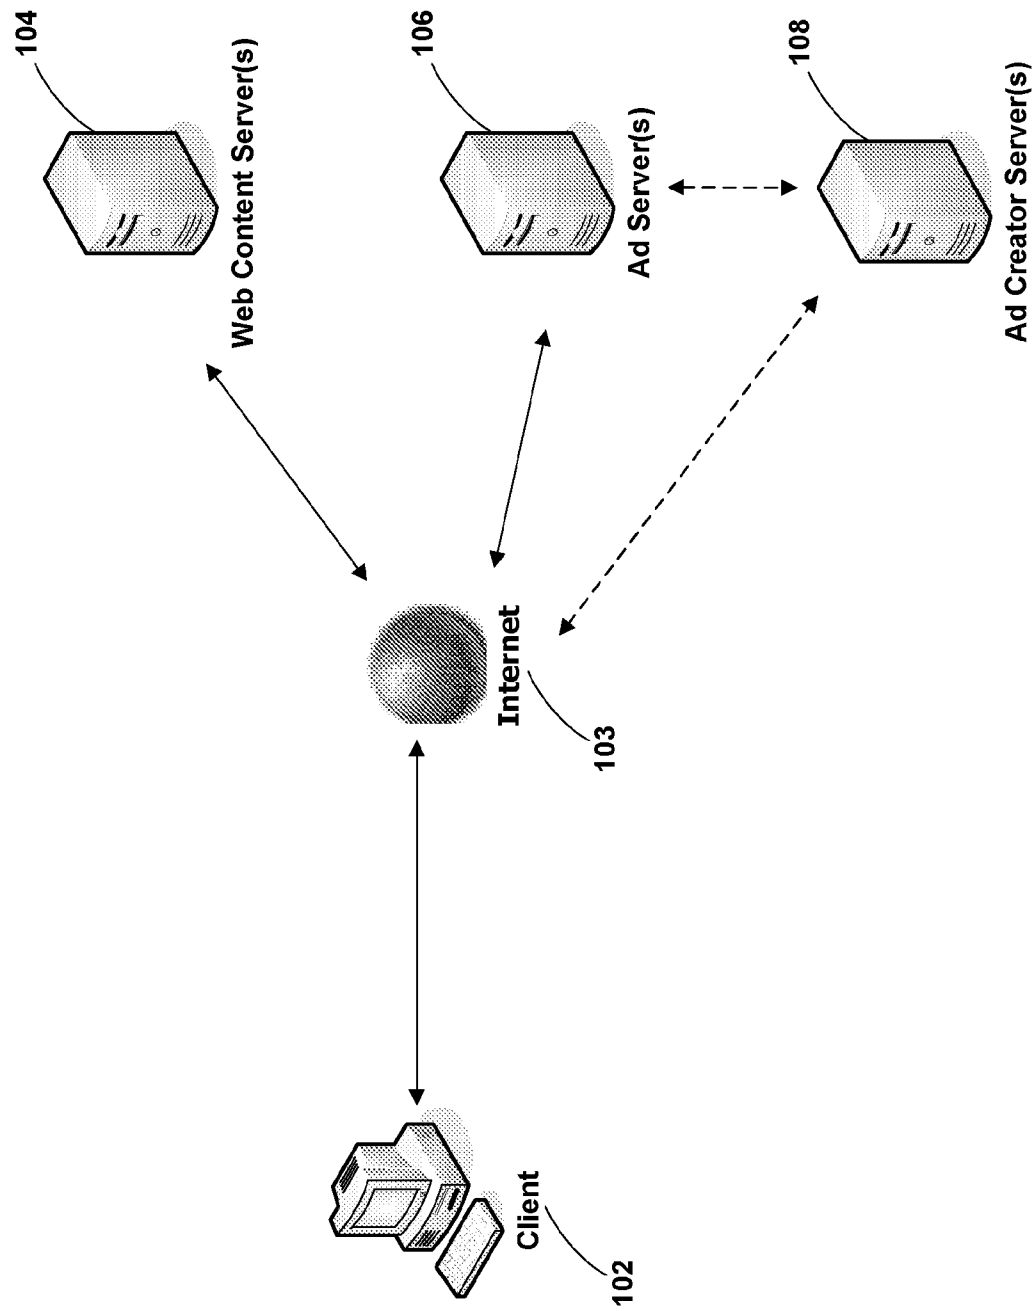 104
Web Content Server(s)
106
Ad Server(s)
108
Ad Creator Server(s)
Internet
103
Client
102